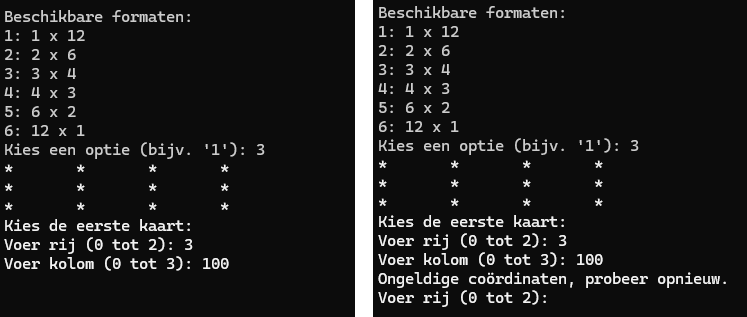 Beschikbare formaten:
1: 1 x 12
2: 2 x 6
3: 3 x 4
4: 4 x 3
5: 6 x 2
6: 12 x 1
Kies een optie (bijv. '1'): 3
* * * *
* * * *
* * * *
Kies de eerste kaart:
Voer rij (0 tot 2): 3
Voer kolom (0 tot 3): 100
Beschikbare formaten:
1: 1 x 12
2: 2 x 6
3: 3 x 4
4: 4 x 3
5: 6 x 2
6: 12 x 1
Kies een optie (bijv. '1'): 3
* * * *
* * * *
* * * *
Kies de eerste kaart:
Voer rij (0 tot 2): 3
Voer kolom (0 tot 3): 100
Ongeldige coördinaten, probeer opnieuw.
Voer rij (0 tot 2):